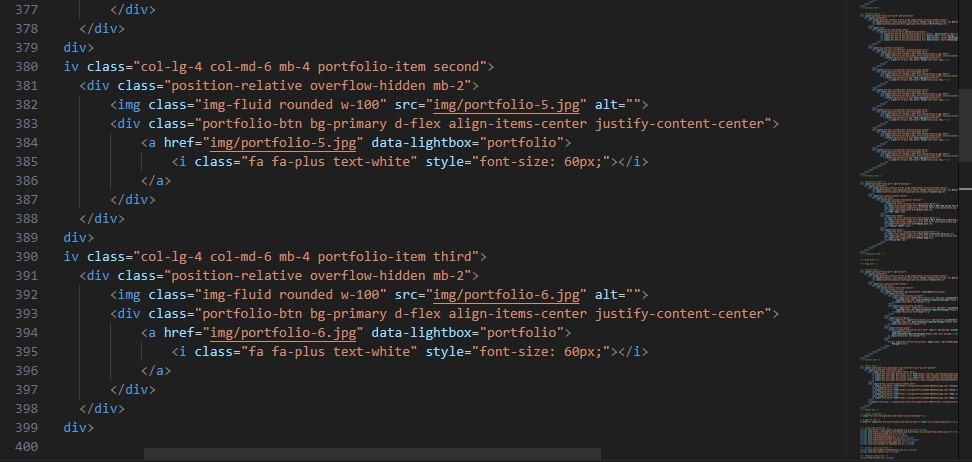 377 </div>
378 </div>
379 div>
380 iv class="col-lg-4 col-md-6 mb-4 portfolio-item second">
381 <div class="position-relative overflow-hidden mb-2">
382 <img class="img-fluid rounded w-100" src="img/portfolio-5.jpg" alt="">
383 <div class="portfolio-btn bg-primary d-flex align-items-center justify-content-center">
384 <a href="img/portfolio-5.jpg" data-lightbox="portfolio">
385 <i class="fa fa-plus text-white" style="font-size: 60px;"></i>
386 </a>
387 </div>
388 </div>
389 div>
390 iv class="col-lg-4 col-md-6 mb-4 portfolio-item third">
391 <div class="position-relative overflow-hidden mb-2">
392 <img class="img-fluid rounded w-100" src="img/portfolio-6.jpg" alt="">
393 <div class="portfolio-btn bg-primary d-flex align-items-center justify-content-center">
394 <a href="img/portfolio-6.jpg" data-lightbox="portfolio">
395 <i class="fa fa-plus text-white" style="font-size: 60px;"></i>
396 </a>
397 </div>
398 </div>
399 div>
400